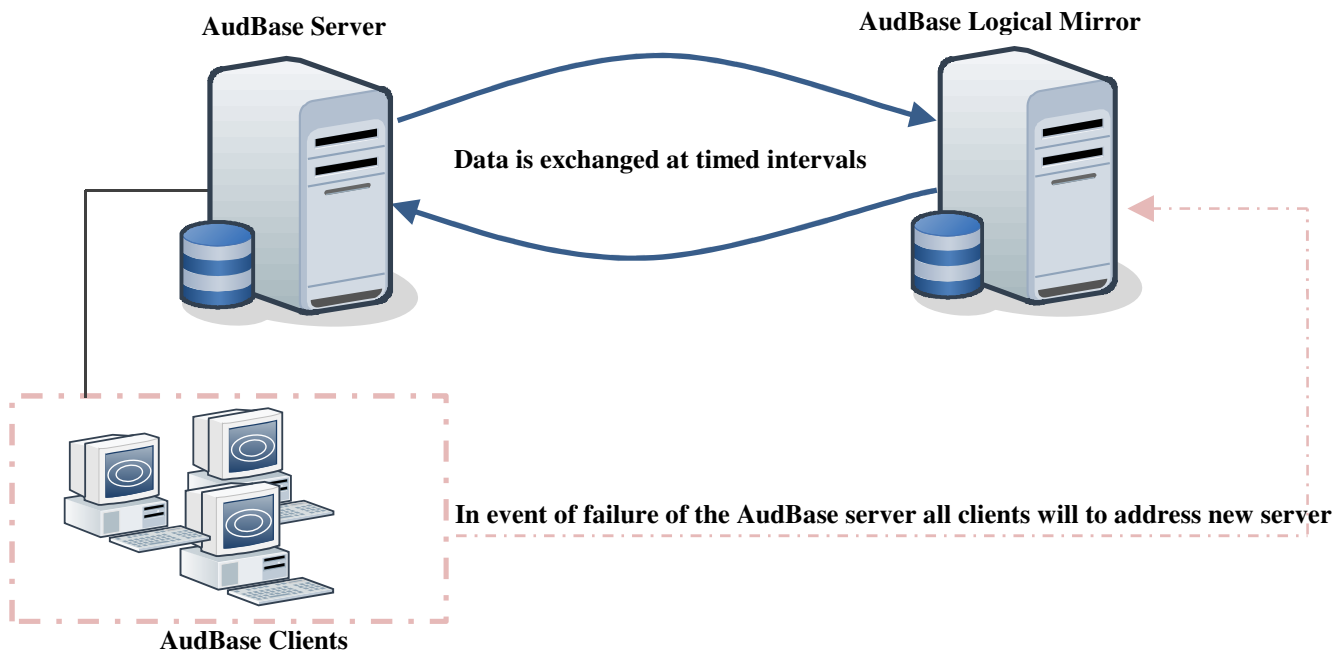 AudBase Server
AudBase Logical Mirror
Data is exchanged at timed intervals
In event of failure of the AudBase server all clients will to address new server
AudBase Clients